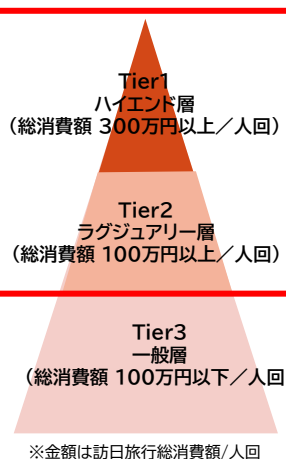 Tier1
ハイエンド層
(総消費額 300万円以上／人回)
Tier2
ラグジュアリー層
(総消費額 100万円以上／人回)
Tier3
一般層
(総消費額 100万円以下／人回
※金額は訪日旅行総消費額/人回